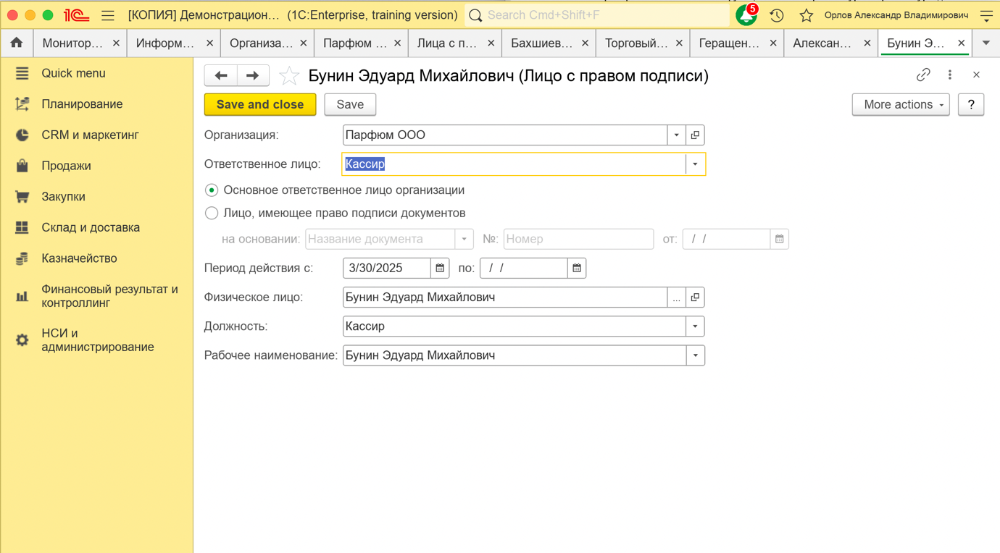 1С [КОПИЯ] Демонстрацион... (1C:Enterprise, training version) Search Cmd+Shift+F 5 Орлов Александр Владимирович
Монитор... Информ... Организа... Парфюм ... Лица с п... Бахшиев... Торговый... Геращен... Алексан... Бунин Э...
Quick menu
Планирование
CRM и маркетинг
Продажи
Закупки
Склад и доставка
Казначейство
Финансовый результат и
контроллинг
НСИ и
администрирование
Бунин Эдуард Михайлович (Лицо с правом подписи)
Save and close Save More actions ?
Организация: Парфюм ООО
Ответственное лицо: Кассир
Основное ответственное лицо организации
Лицо, имеющее право подписи документов
на основании: Название документа №: Номер от: / /
Период действия с: 3/30/2025 по: / /
Физическое лицо: Бунин Эдуард Михайлович ...
Должность: Кассир
Рабочее наименование: Бунин Эдуард Михайлович